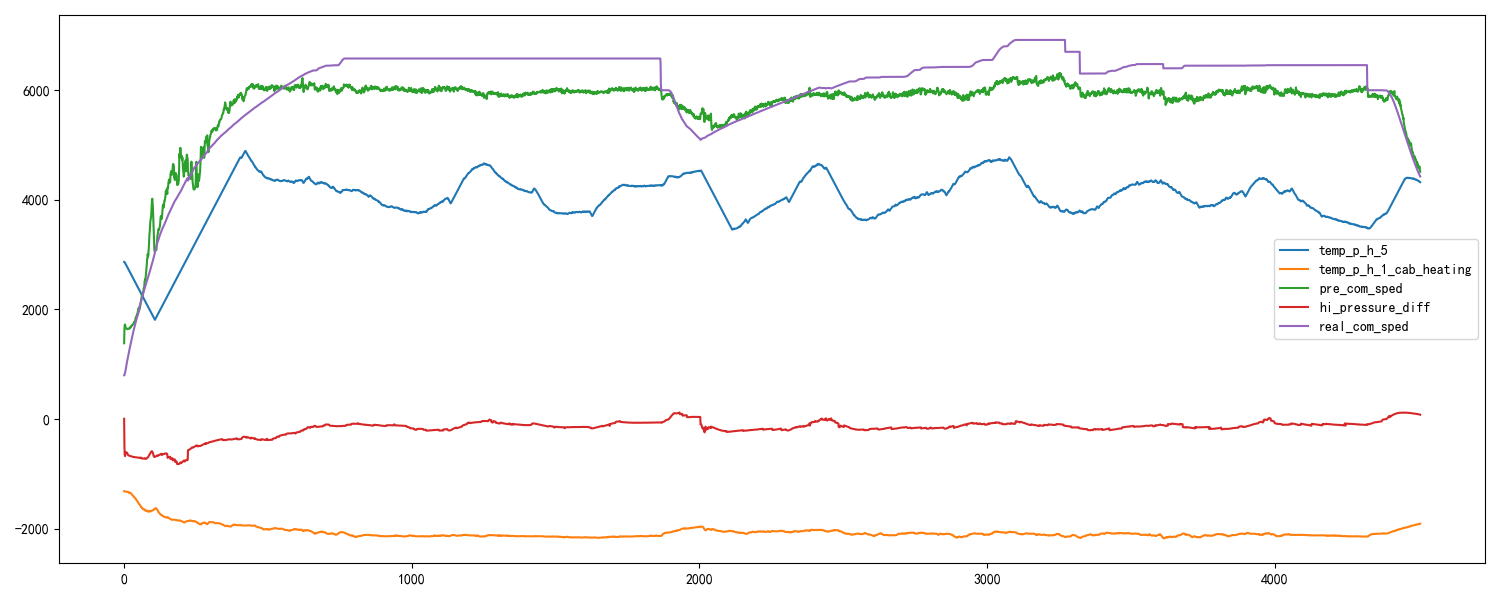 6000
4000
2000
0
−2000
0
1000
2000
3000
4000
temp_p_h_5
temp_p_h_1_cab_heating
pre_com_sped
hi_pressure_diff
real_com_sped